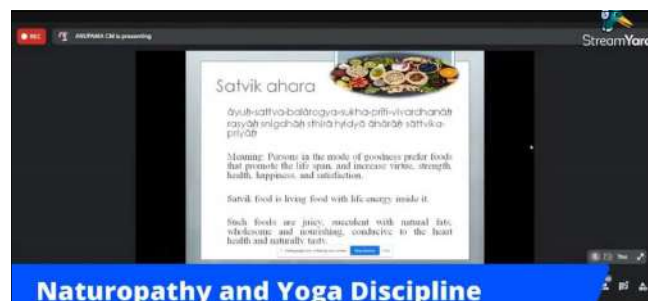 REC
ANUPAMA CM is presenting
StreamYard
Satvik ahara
āyuḥ-sattva-balārogya-sukha-prīti-vivardhanāḥ
rasyāḥ snigdhāḥ sthirā hṛidyā āhārāḥ sāttvika-
priyāḥ
Meaning: Persons in the mode of goodness prefer foods
that promote the life span, and increase virtue, strength,
health, happiness, and satisfaction.
Satvik food is living food with life energy inside it.
Such foods are juicy, succulent with natural fats,
wholesome and nourishing, conducive to the heart
health and naturally tasty.
You
Naturopathy and Yoga Discipline